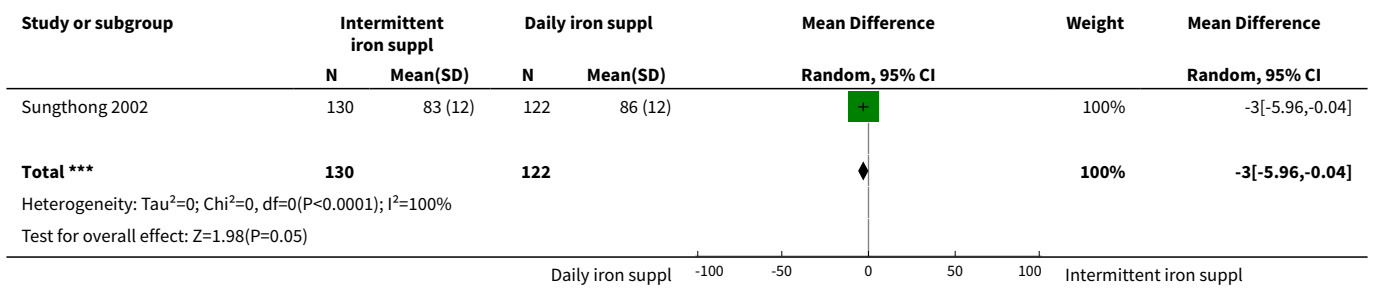 Study or subgroup Intermittent iron suppl Daily iron suppl Mean Difference Weight Mean Difference
N Mean(SD) N Mean(SD) Random, 95% CI Random, 95% CI
Sungthong 2002 130 83 (12) 122 86 (12) 100% -3[-5.96,-0.04]
Total *** 130 122 100% -3[-5.96,-0.04]
Heterogeneity: Tau²=0; Chi²=0, df=0(P<0.0001); I²=100%
Test for overall effect: Z=1.98(P=0.05)
Daily iron suppl -100 -50 0 50 100 Intermittent iron suppl